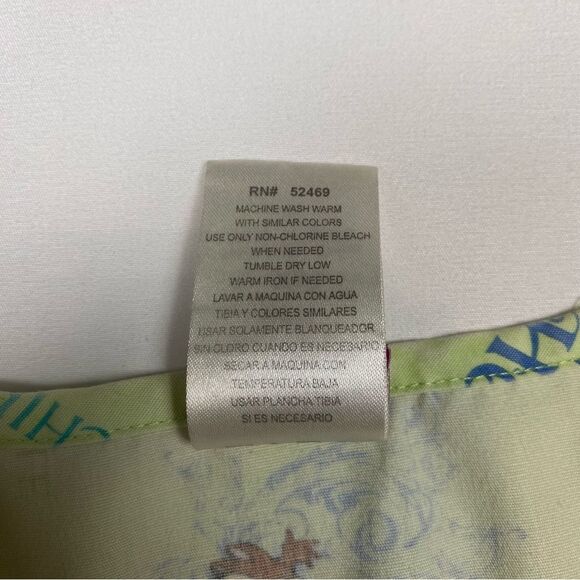 RN# 52469
MACHINE WASH WARM
WITH SIMILAR COLORS
USE ONLY NON-CHLORINE BLEACH
WHEN NEEDED
TUMBLE DRY LOW
WARM IRON IF NEEDED
LAVAR A MAQUINA CON AGUA
TIBIA Y COLORES SIMILARES
USAR SOLAMENTE BLANQUEADOR
SIN CLORO CUANDO ES NECESARIO
SECAR A MAQUINA CON
TEMPERATURA BAJA
USAR PLANCHA TIBIA
SI ES NECESARIO